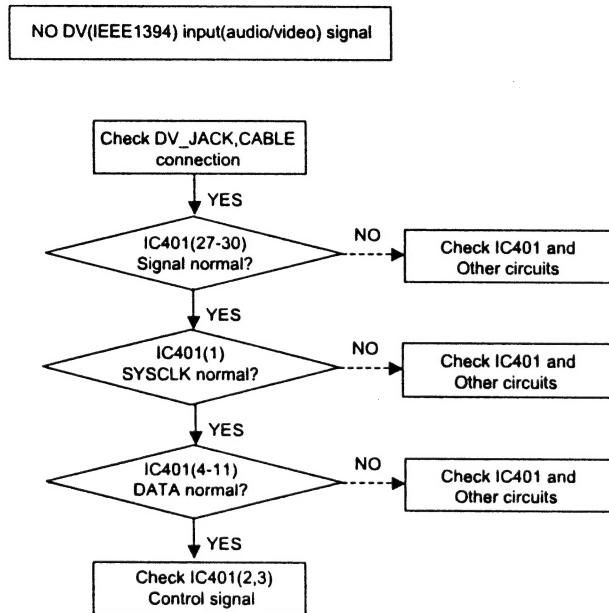 NO DV(IEEE1394) input(audio/video) signal
Check DV_JACK,CABLE
connection
YES
IC401(27-30)
Signal normal?
NO
Check IC401 and
Other circuits
YES
IC401(1)
SYSCLK normal?
NO
Check IC401 and
Other circuits
YES
IC401(4-11)
DATA normal?
NO
Check IC401 and
Other circuits
YES
Check IC401(2,3)
Control signal